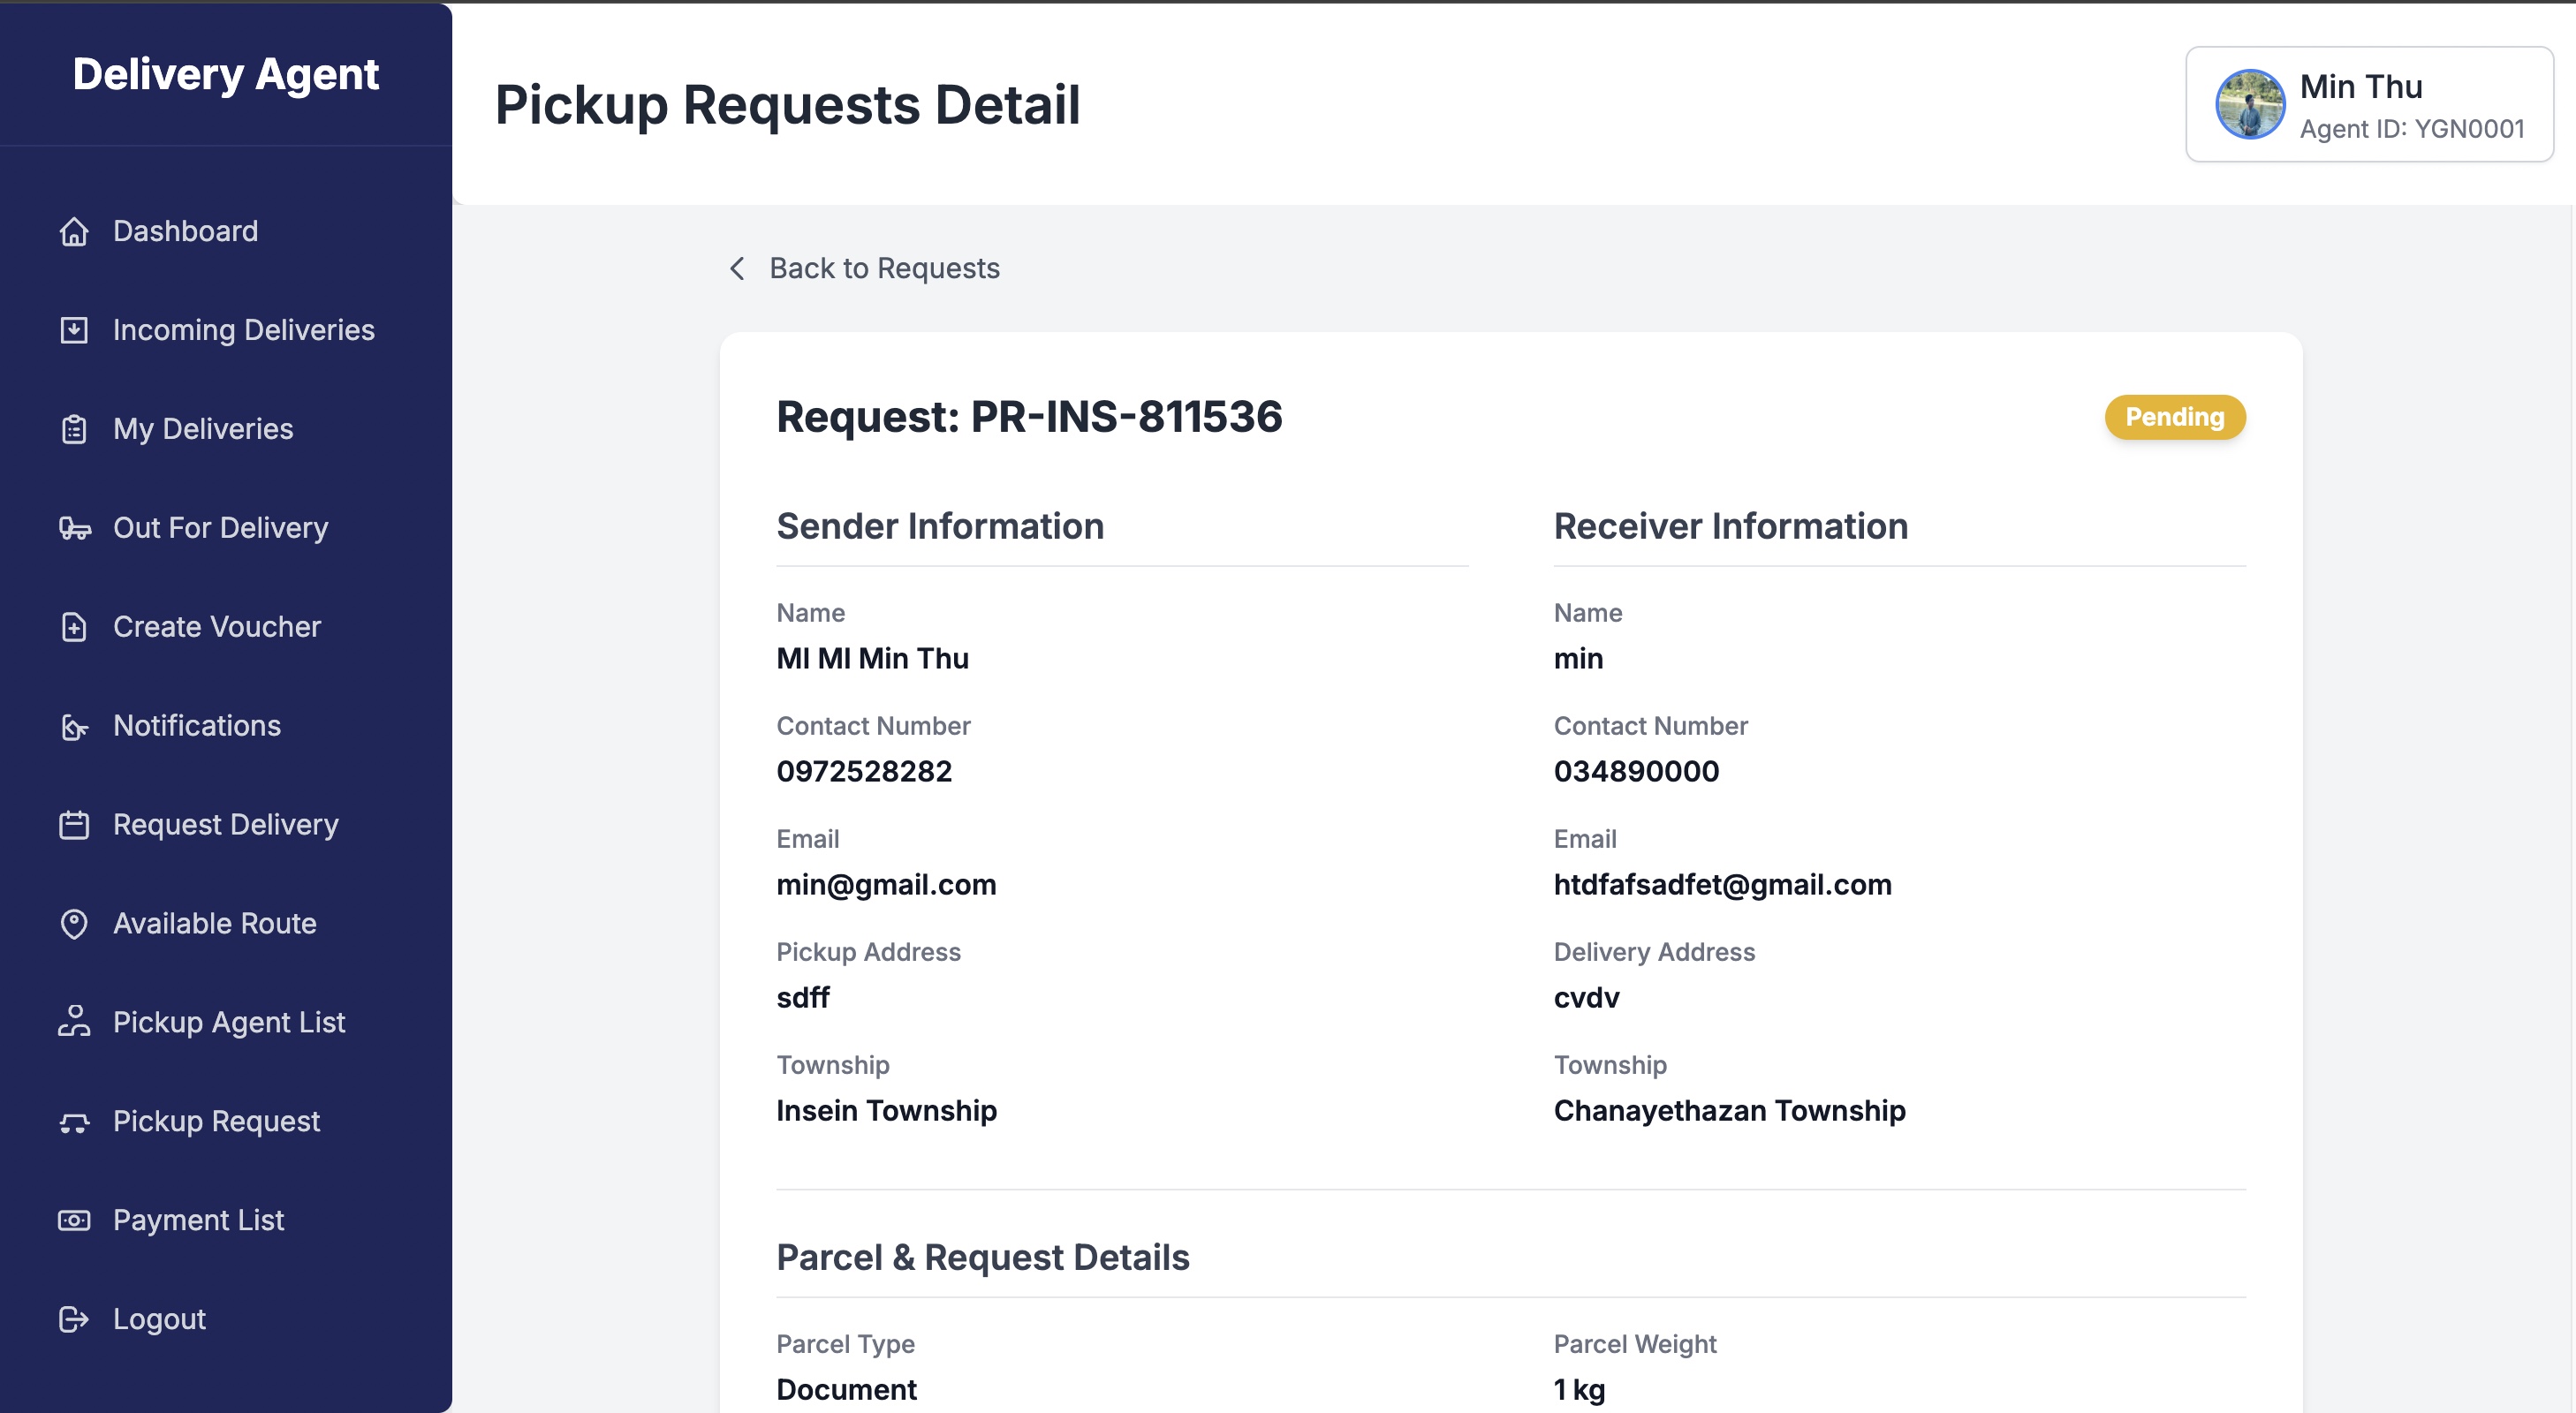 Delivery Agent
Dashboard
Incoming Deliveries
My Deliveries
Out For Delivery
Create Voucher
Notifications
Request Delivery
Available Route
Pickup Agent List
Pickup Request
Payment List
Logout
Pickup Requests Detail
Min Thu
Agent ID: YGN0001
Back to Requests
Request: PR-INS-811536
Pending
Sender Information
Name
MI MI Min Thu
Contact Number
0972528282
Email
min@gmail.com
Pickup Address
sdff
Township
Insein Township
Receiver Information
Name
min
Contact Number
034890000
Email
htdfafsadfet@gmail.com
Delivery Address
cvdv
Township
Chanayethazan Township
Parcel & Request Details
Parcel Type
Document
Parcel Weight
1 kg